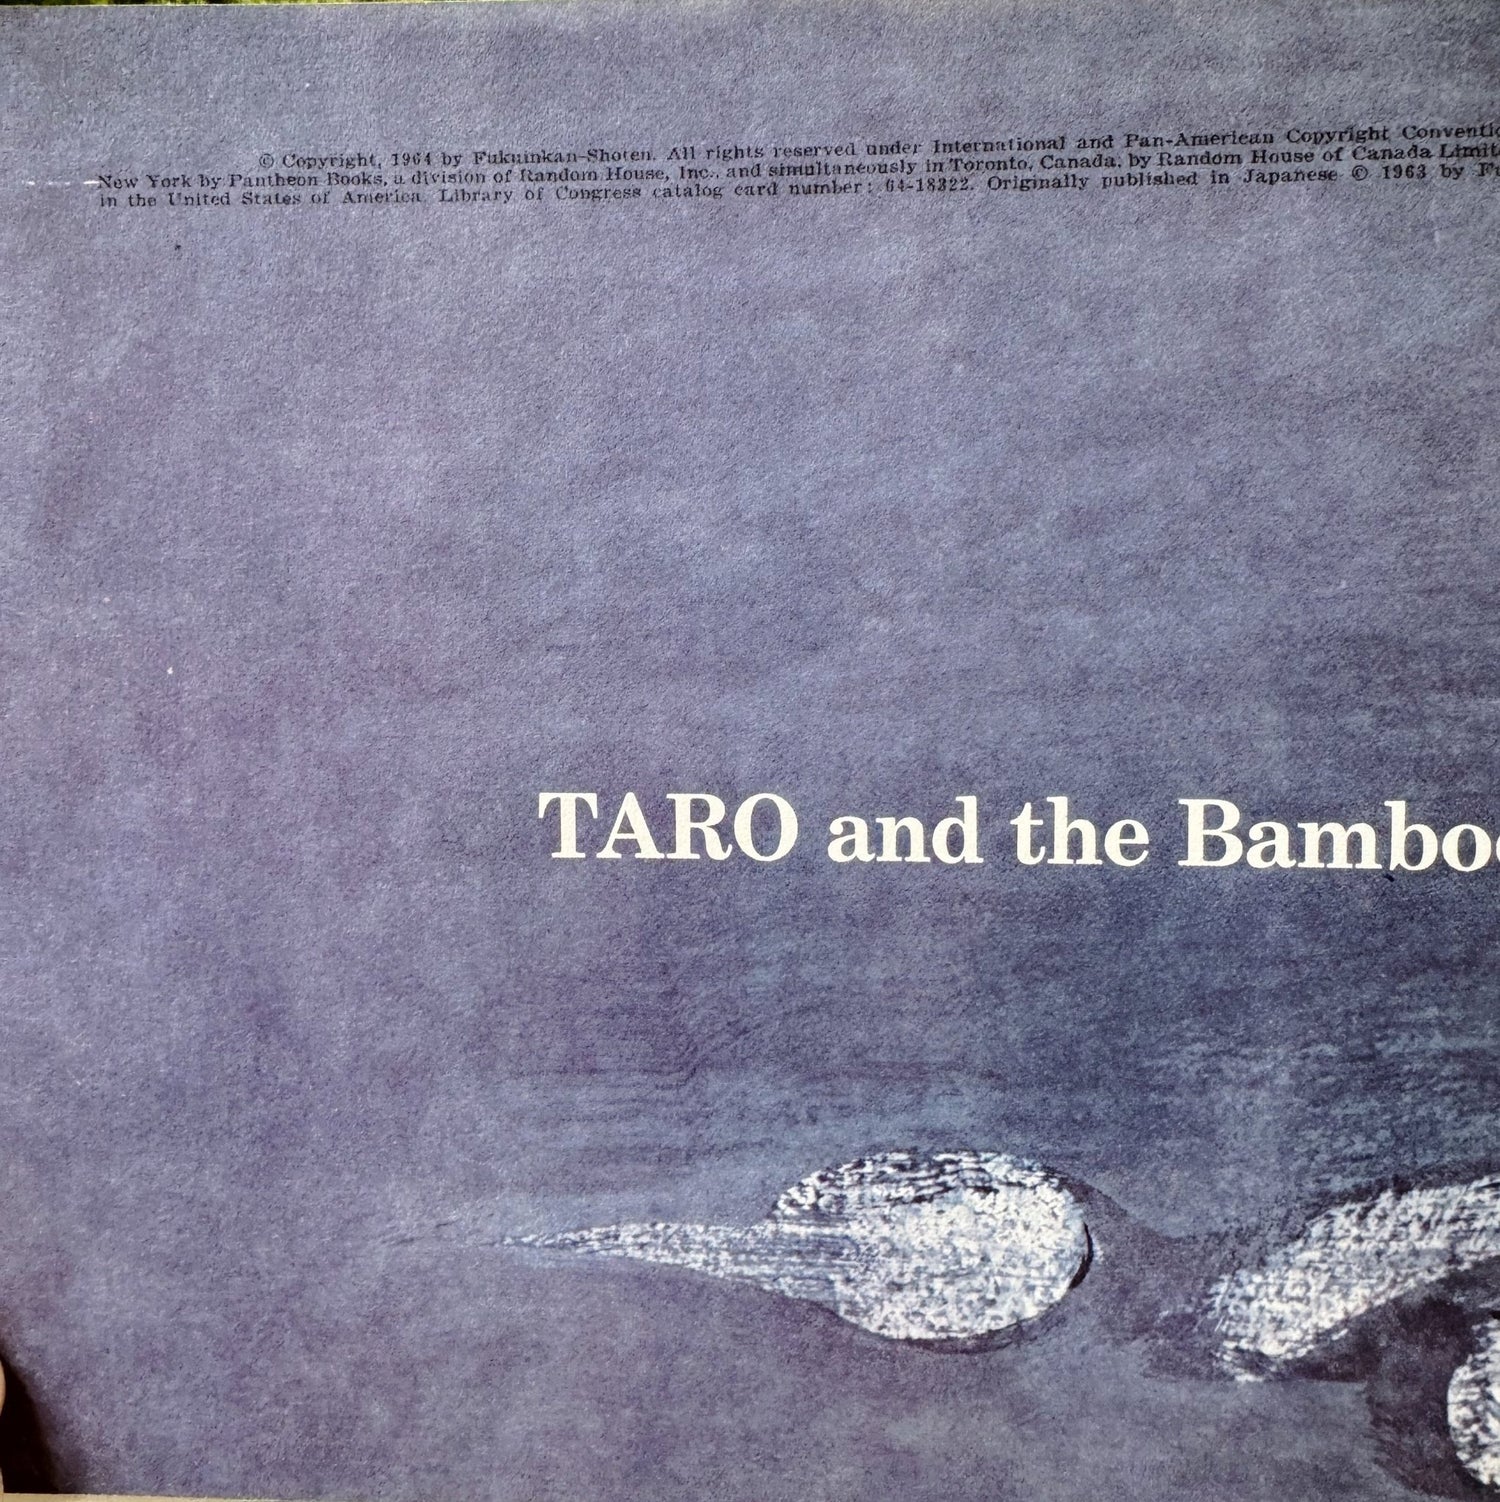 © Copyright, 1964 by Fukuinkan-Shoten. All rights reserved under International and Pan-American Copyright Conventio
New York by Pantheon Books, a division of Random House, Inc., and simultaneously in Toronto, Canada, by Random House of Canada Limit
in the United States of America. Library of Congress catalog card number: 64-18322. Originally published in Japanese © 1963 by Fu
TARO and the Bamboo